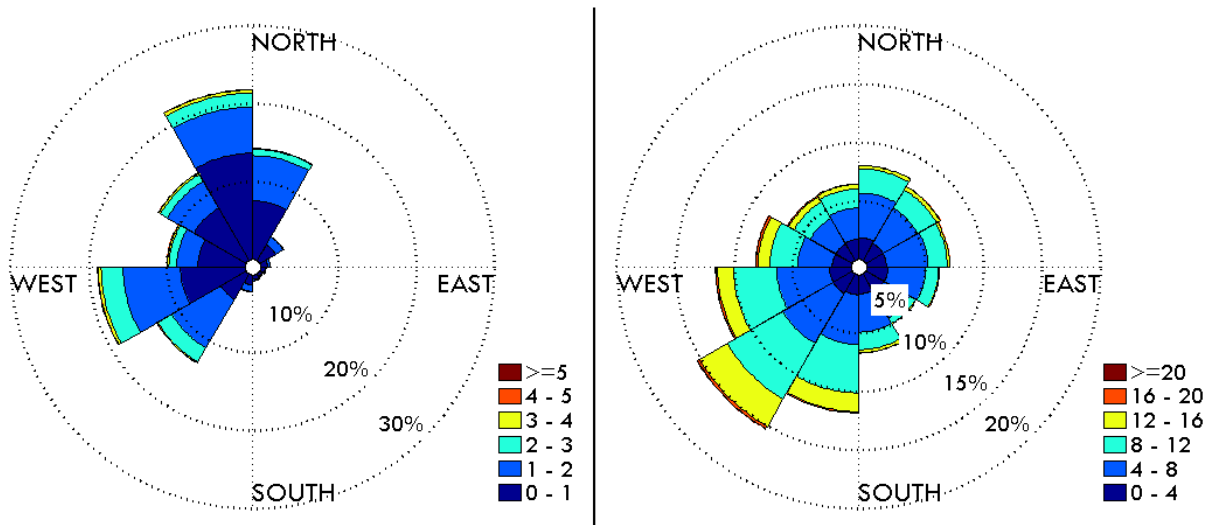 NORTH
WEST
EAST
10%
20%
30%
SOUTH
>=5
4 - 5
3 - 4
2 - 3
1 - 2
0 - 1
NORTH
WEST
EAST
5%
10%
15%
20%
SOUTH
>=20
16 - 20
12 - 16
8 - 12
4 - 8
0 - 4